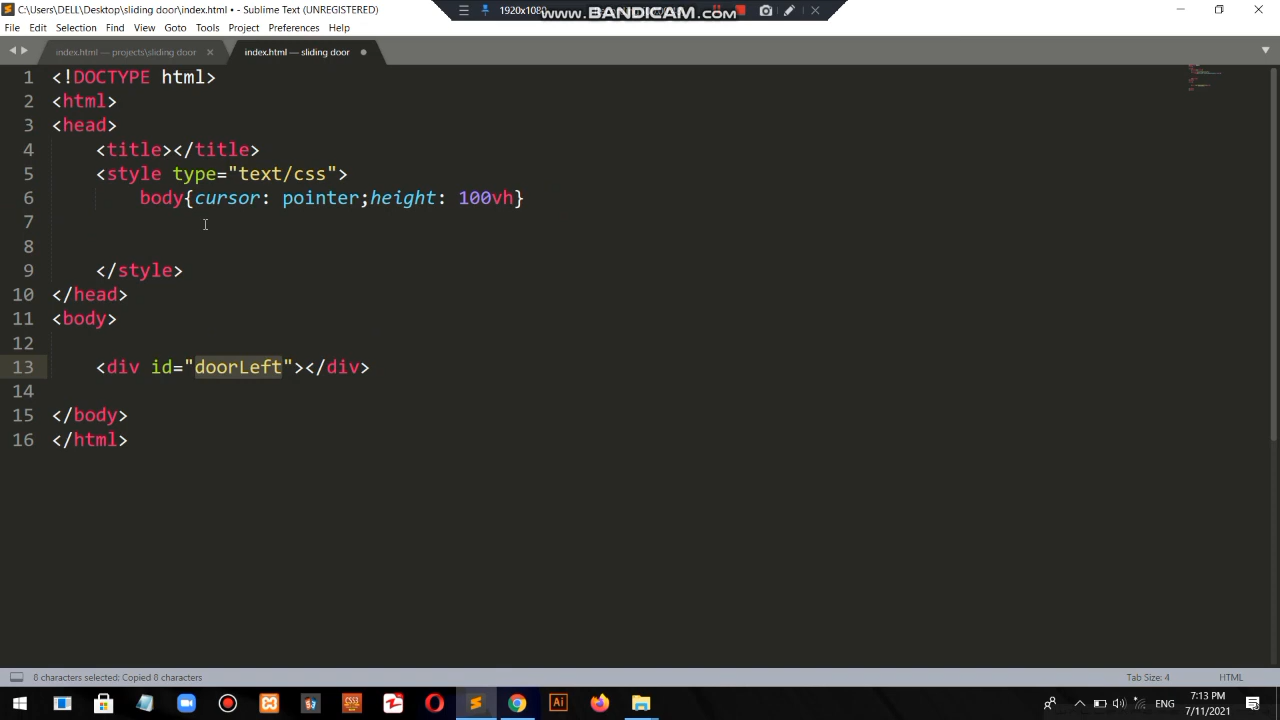 C:\Users\DELL\Desktop\sliding door\index.html • - Sublime Text (UNREGISTERED)
1920x1080
www.BANDICAM.com
File Edit Selection Find View Goto Tools Project Preferences Help
index.html — projects\sliding door ×
index.html — sliding door
1 <!DOCTYPE html>
2 <html>
3 <head>
4 <title></title>
5 <style type="text/css">
6 body{cursor: pointer;height: 100vh}
7
8
9 </style>
10 </head>
11 <body>
12
13 <div id="doorLeft"></div>
14
15 </body>
16 </html>
8 characters selected: Copied 8 characters
Tab Size: 4
HTML
Ai
CSS3
ENG
7:13 PM
7/11/2021